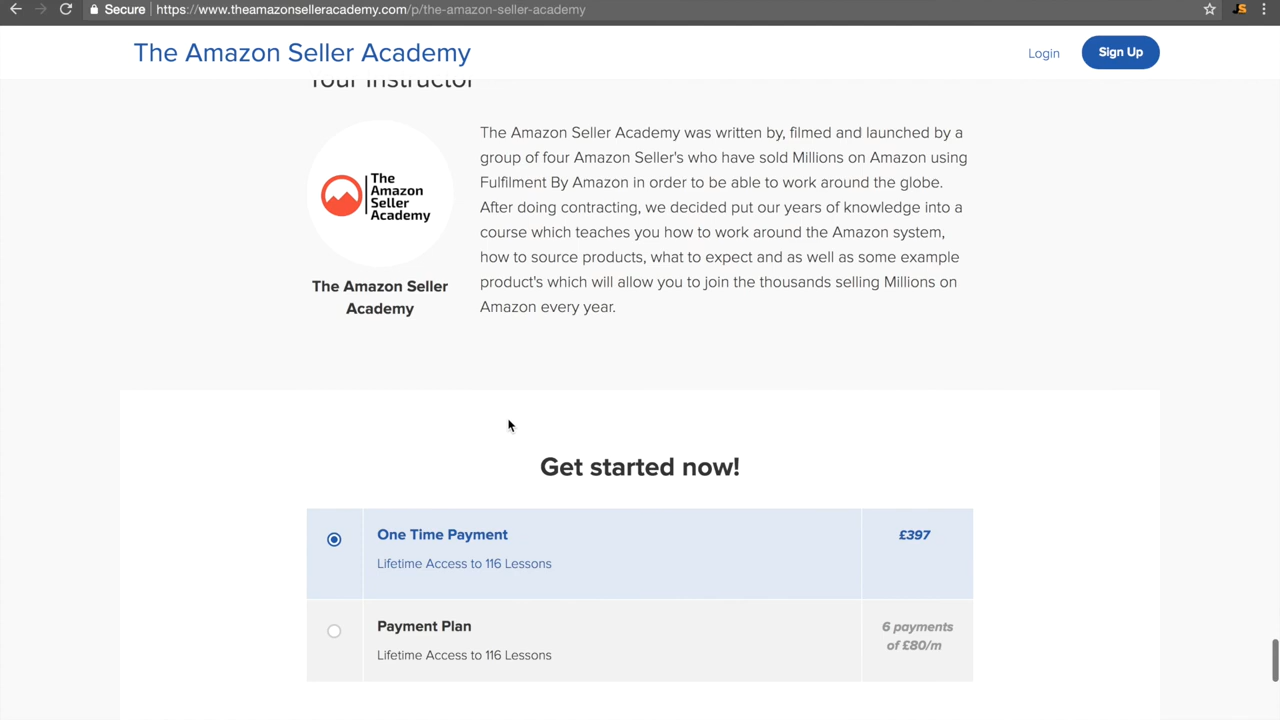 Secure
https://www.theamazonselleracademy.com/p/the-amazon-seller-academy
JS
The Amazon Seller Academy
Login
Sign Up
Your Instructor
The
Amazon
Seller
Academy
The Amazon Seller
Academy
The Amazon Seller Academy was written by, filmed and launched by a
group of four Amazon Seller's who have sold Millions on Amazon using
Fulfilment By Amazon in order to be able to work around the globe.
After doing contracting, we decided put our years of knowledge into a
course which teaches you how to work around the Amazon system,
how to source products, what to expect and as well as some example
product's which will allow you to join the thousands selling Millions on
Amazon every year.
Get started now!
One Time Payment
£397
Lifetime Access to 116 Lessons
Payment Plan
6 payments
of £80/m
Lifetime Access to 116 Lessons